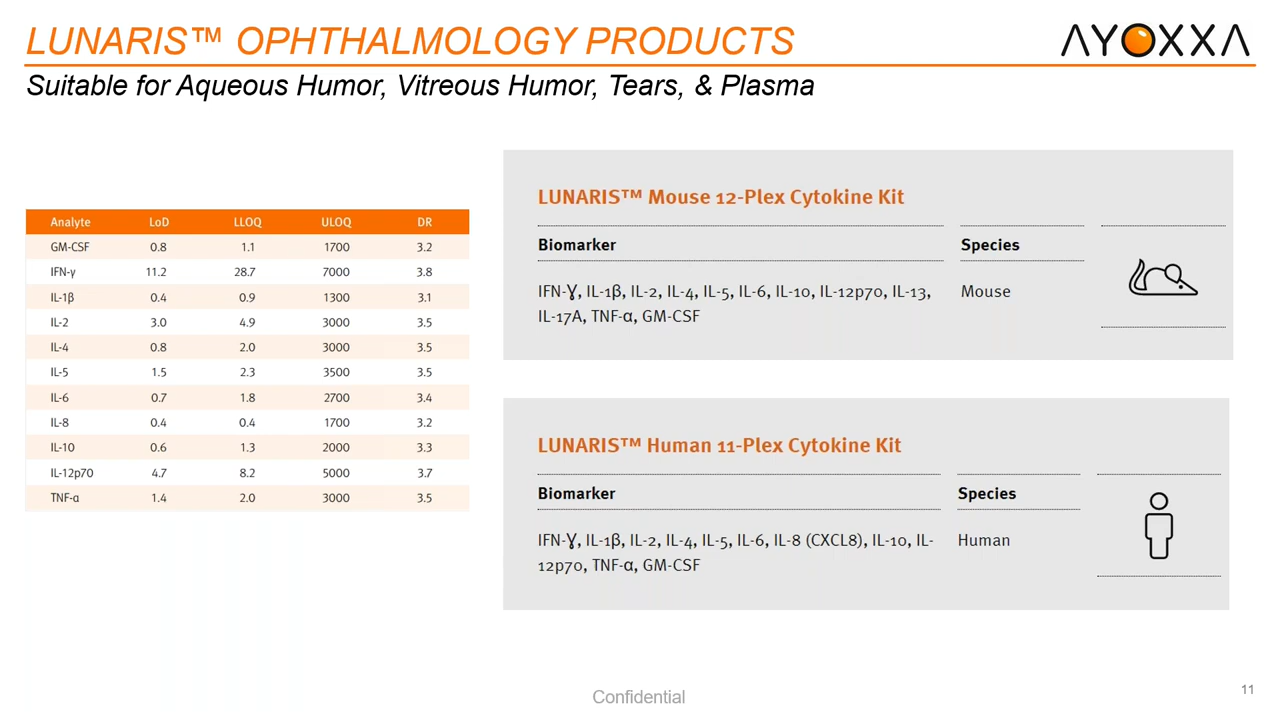 LUNARIS™ OPHTHALMOLOGY PRODUCTS
AYOXXA
Suitable for Aqueous Humor, Vitreous Humor, Tears, & Plasma
Analyte LoD LLOQ ULOQ DR
GM-CSF 0.8 1.1 1700 3.2
IFN-γ 11.2 28.7 7000 3.8
IL-1β 0.4 0.9 1300 3.1
IL-2 3.0 4.9 3000 3.5
IL-4 0.8 2.0 3000 3.5
IL-5 1.5 2.3 3500 3.5
IL-6 0.7 1.8 2700 3.4
IL-8 0.4 0.4 1700 3.2
IL-10 0.6 1.3 2000 3.3
IL-12p70 4.7 8.2 5000 3.7
TNF-α 1.4 2.0 3000 3.5
LUNARIS™ Mouse 12-Plex Cytokine Kit
Biomarker Species
IFN-Ɣ, IL-1β, IL-2, IL-4, IL-5, IL-6, IL-10, IL-12p70, IL-13, Mouse
IL-17A, TNF-α, GM-CSF
LUNARIS™ Human 11-Plex Cytokine Kit
Biomarker Species
IFN-Ɣ, IL-1β, IL-2, IL-4, IL-5, IL-6, IL-8 (CXCL8), IL-10, IL- Human
12p70, TNF-α, GM-CSF
Confidential
11